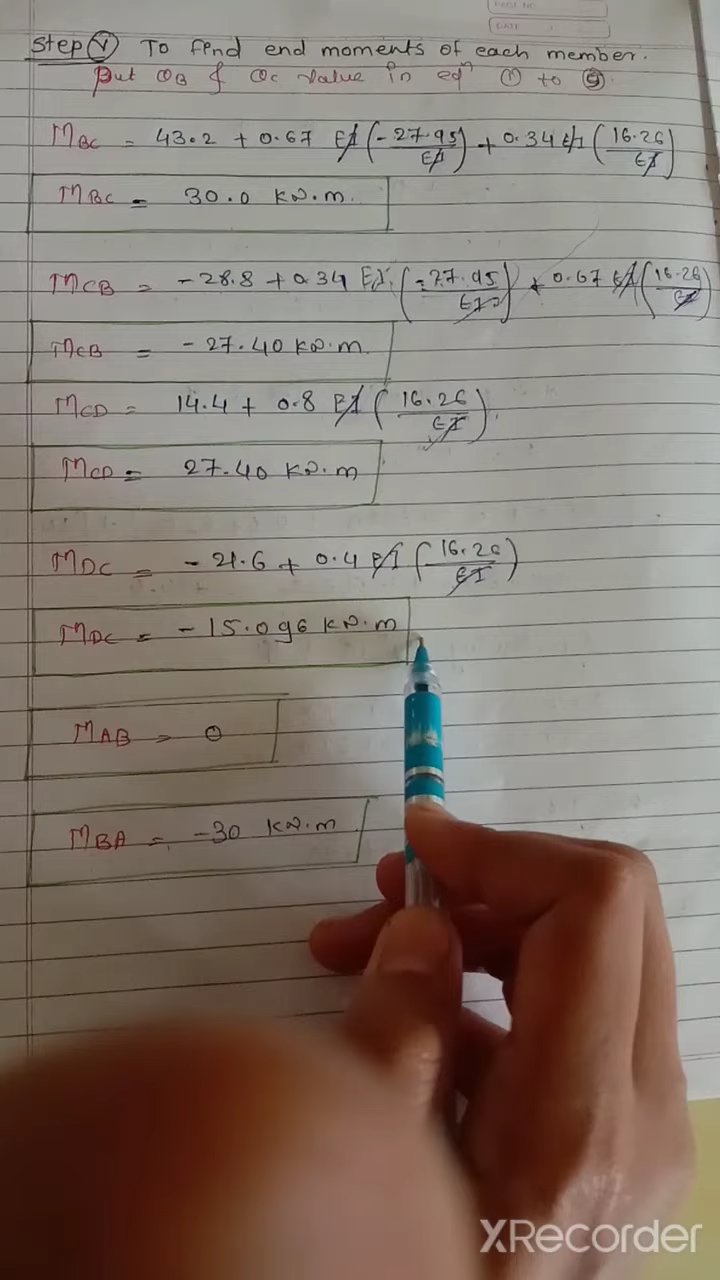 PAGE NO.
DATE
Step (V) To find end moments of each member.
Put θB & θc value in eqⁿ ① to ⑤
MBC = 43.2 + 0.67 EI (-27.95/EI) + 0.34 EI (16.26/EI)
MBC = 30.0 KN.m.
MCB = -28.8 + 0.34 EI (-27.95/EI) + 0.67 EI (16.26/EI)
MCB = -27.40 KN.m
MCD = 14.4 + 0.8 EI (16.26/EI)
MCD = 27.40 KN.m
MDC = -21.6 + 0.4 EI (16.26/EI)
MDC = -15.096 KN.m
MAB = 0
MBA = -30 KN.m
XRecorder